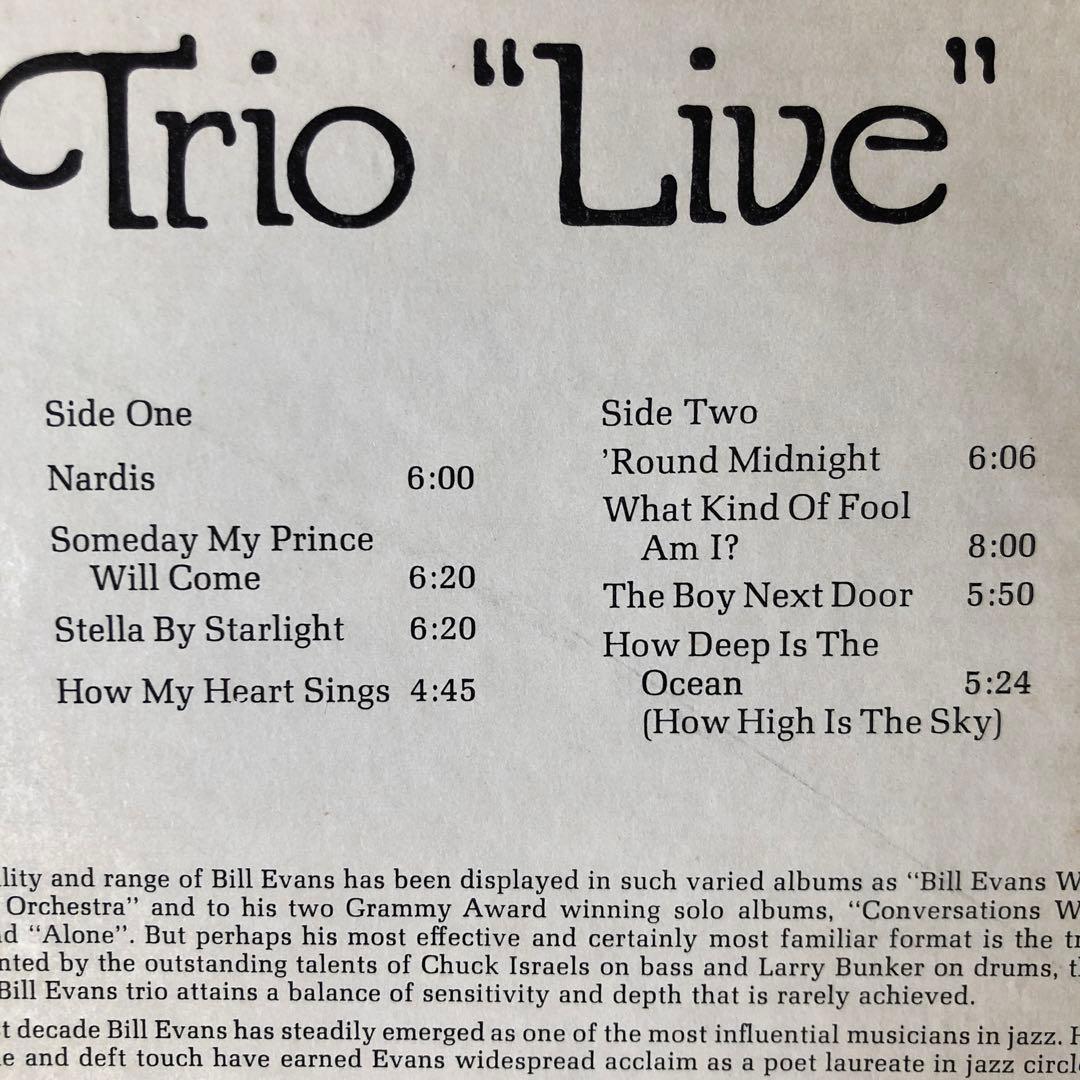 Trio “Live”
Side One
Nardis 6:00
Someday My Prince
Will Come 6:20
Stella By Starlight 6:20
How My Heart Sings 4:45
Side Two
’Round Midnight 6:06
What Kind Of Fool
Am I? 8:00
The Boy Next Door 5:50
How Deep Is The
Ocean 5:24
(How High Is The Sky)
lity and range of Bill Evans has been displayed in such varied albums as “Bill Evans W
Orchestra” and to his two Grammy Award winning solo albums, “Conversations W
d “Alone”. But perhaps his most effective and certainly most familiar format is the tr
nted by the outstanding talents of Chuck Israels on bass and Larry Bunker on drums, t
Bill Evans trio attains a balance of sensitivity and depth that is rarely achieved.
t decade Bill Evans has steadily emerged as one of the most influential musicians in jazz. H
e and deft touch have earned Evans widespread acclaim as a poet laureate in jazz circl